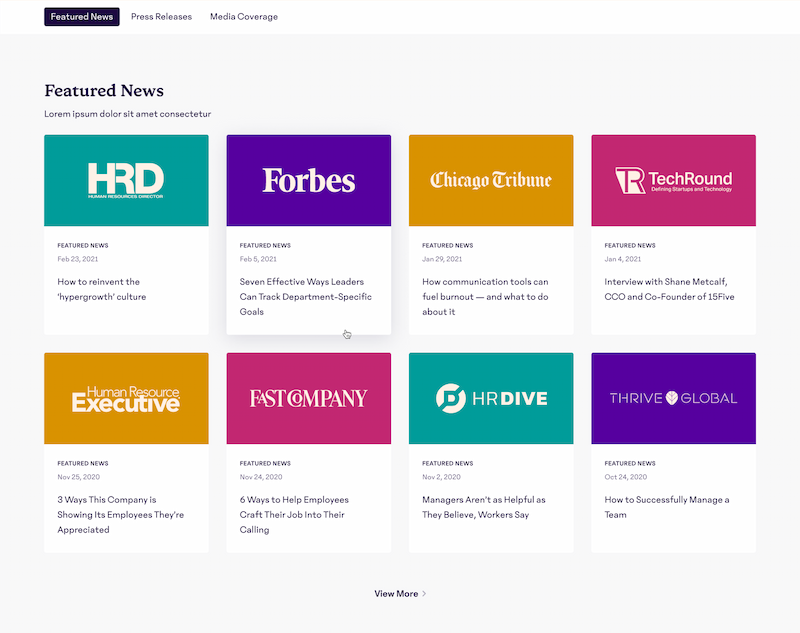 Featured News
Press Releases
Media Coverage
Featured News
Lorem ipsum dolor sit amet consectetur
HRD
HUMAN RESOURCES DIRECTOR
FEATURED NEWS
Feb 23, 2021
How to reinvent the
‘hypergrowth’ culture
Forbes
FEATURED NEWS
Feb 5, 2021
Seven Effective Ways Leaders
Can Track Department-Specific
Goals
Chicago Tribune
FEATURED NEWS
Jan 29, 2021
How communication tools can
fuel burnout — and what to do
about it
TR TechRound
Defining Startups and Technology
FEATURED NEWS
Jan 4, 2021
Interview with Shane Metcalf,
CCO and Co-Founder of 15Five
Human Resource
Executive
FEATURED NEWS
Nov 25, 2020
3 Ways This Company is
Showing Its Employees They’re
Appreciated
FAST COMPANY
FEATURED NEWS
Nov 24, 2020
6 Ways to Help Employees
Craft Their Job Into Their
Calling
HR DIVE
FEATURED NEWS
Nov 2, 2020
Managers Aren’t as Helpful as
They Believe, Workers Say
THRIVE GLOBAL
FEATURED NEWS
Oct 24, 2020
How to Successfully Manage a
Team
View More